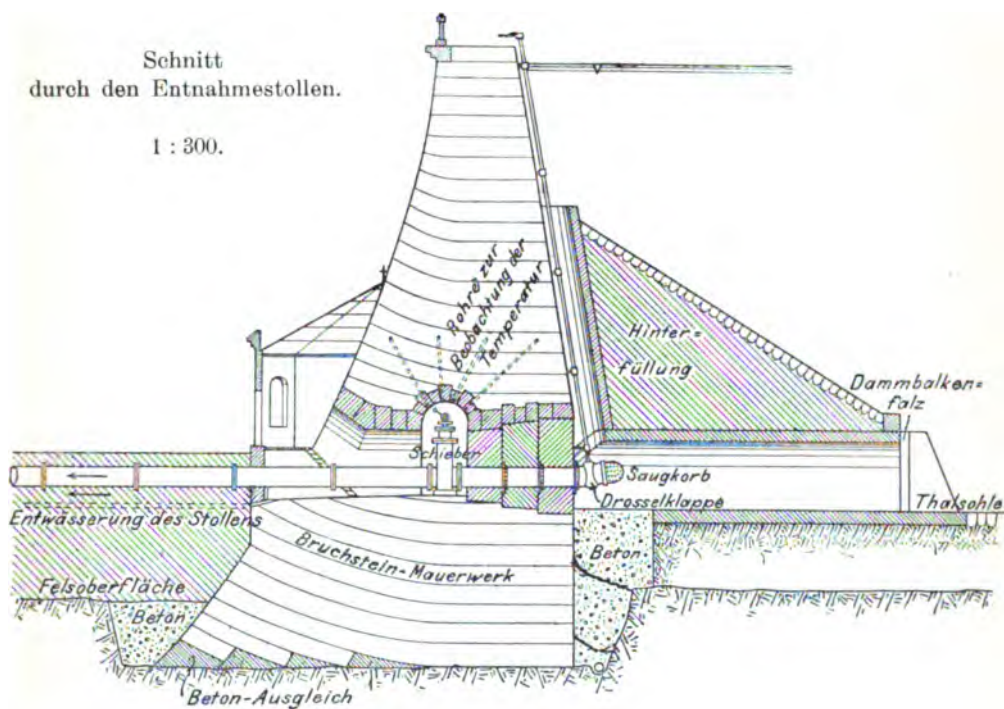 Schnitt
durch den Entnahmestollen.
1 : 300.
Rohre zur
Beobachtung der
Temperatur
Hinter=
füllung
Dammbalken=
falz
Schieber
Saugkorb
Drosselklappe
Thalsohle
Entwässerung des Stollens
Bruchstein=Mauerwerk
Beton
Felsoberfläche
Beton
Beton-Ausgleich